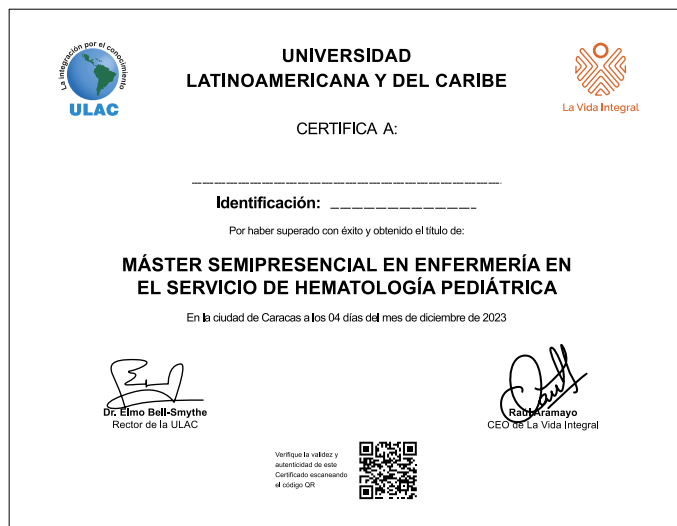 La integración por el conocimiento
ULAC
UNIVERSIDAD
LATINOAMERICANA Y DEL CARIBE
La Vida Integral
CERTIFICA A:
Identificación:
Por haber superado con éxito y obtenido el título de:
MÁSTER SEMIPRESENCIAL EN ENFERMERÍA EN
EL SERVICIO DE HEMATOLOGÍA PEDIÁTRICA
En la ciudad de Caracas a los 04 días del mes de diciembre de 2023
Dr. Elmo Bell-Smythe
Rector de la ULAC
Raúl Aramayo
CEO de La Vida Integral
Verifique la validez y
autenticidad de este
Certificado escaneando
el código QR